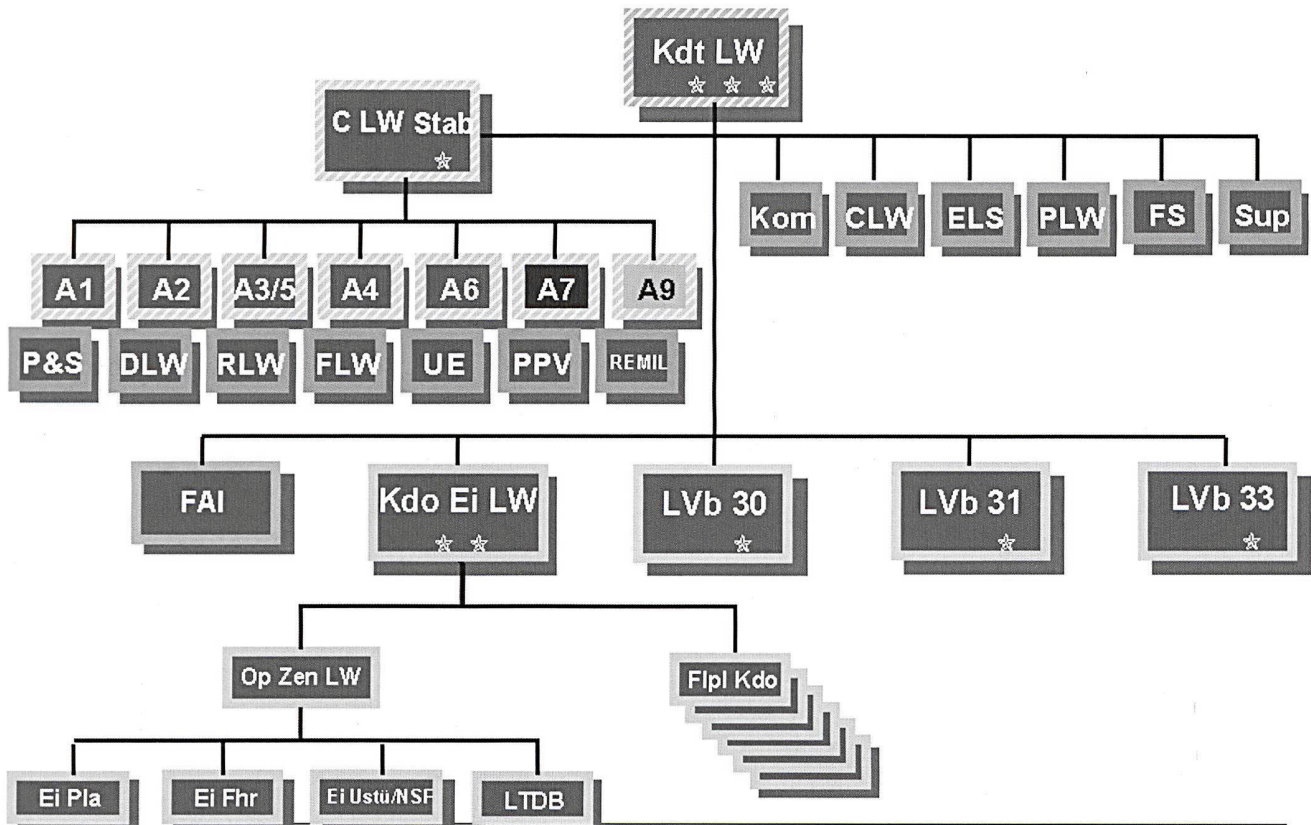 Kdt LW
C LW Stab
Kom CLW ELS PLW FS Sup
A1 A2 A3/5 A4 A6 A7 A9
P&S DLW RLW FLW UE PPV REMIL
FAI Kdo Ei LW LVb 30 LVb 31 LVb 33
Op Zen LW Flpl Kdo
Ei Pla Ei Fhr Ei Ustü/NSF LTDB